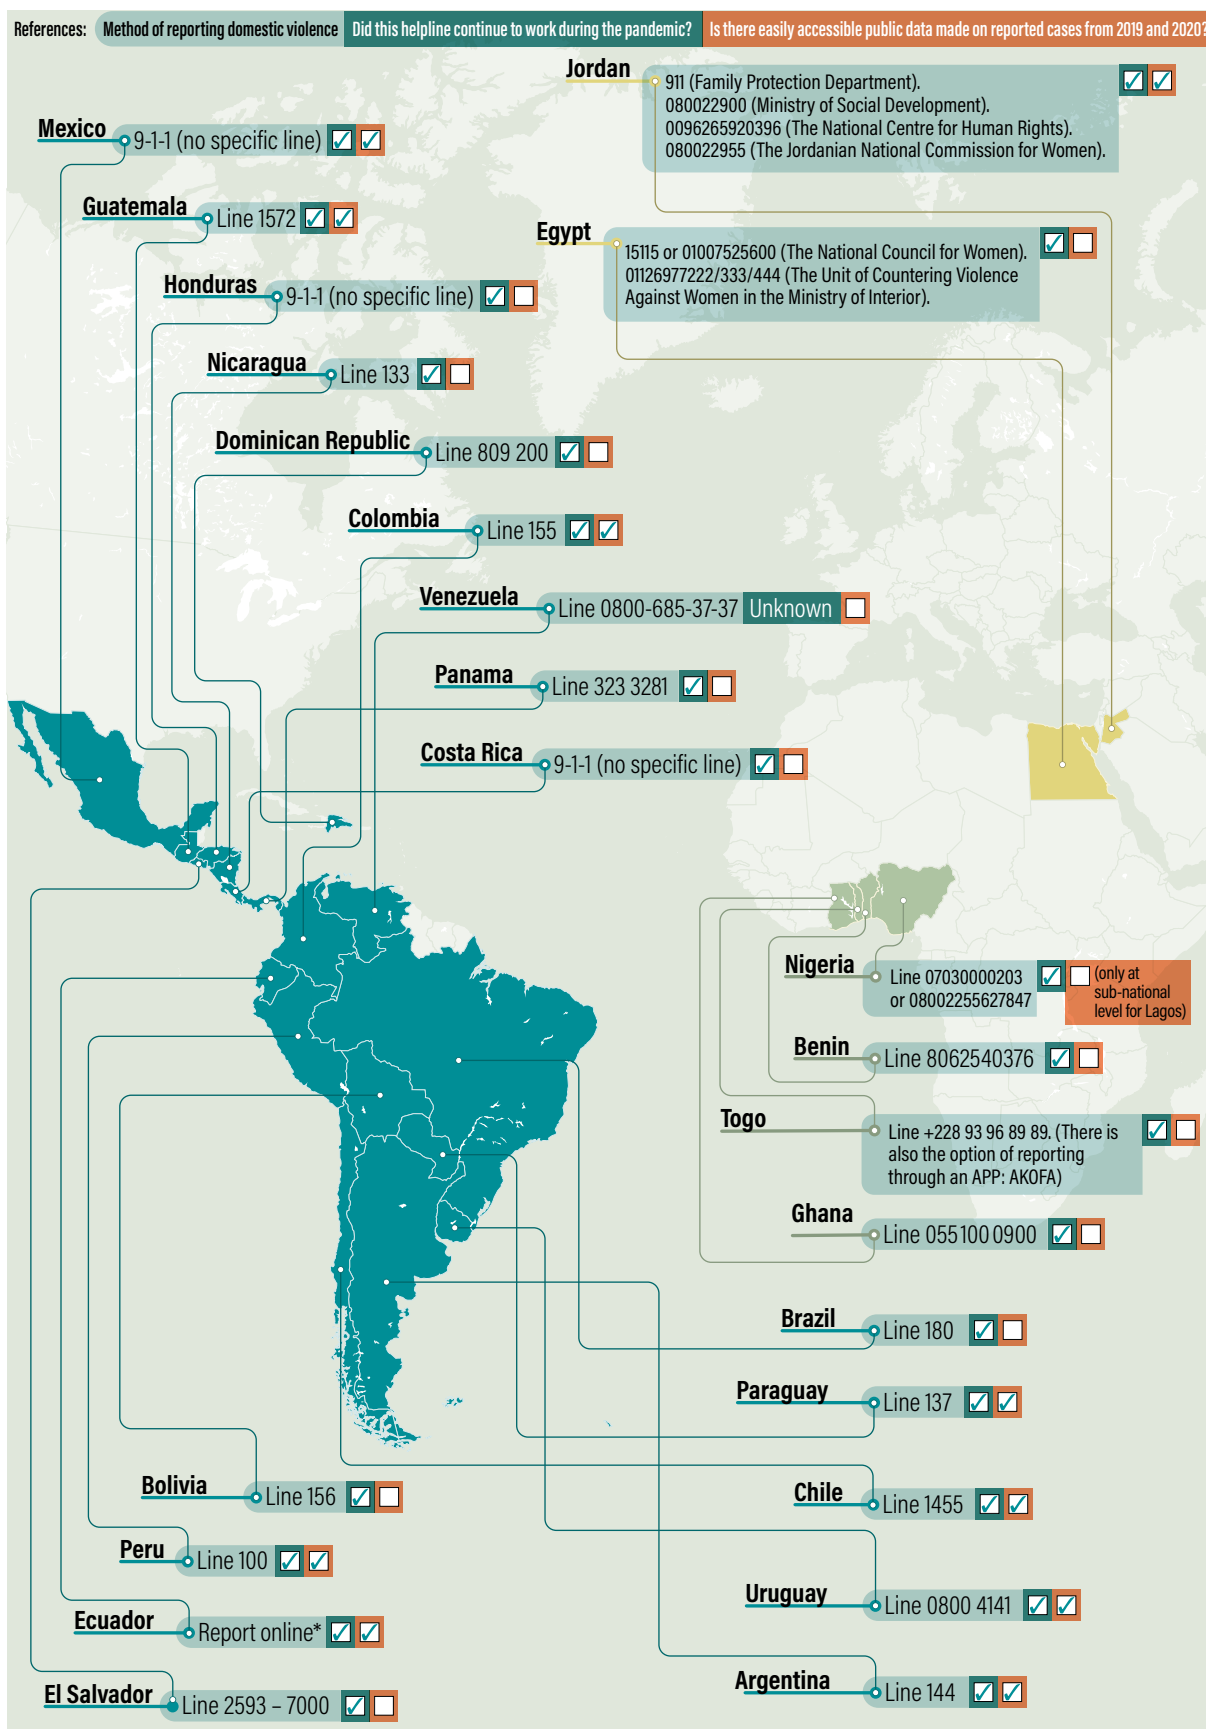 References: Method of reporting domestic violence Did this helpline continue to work during the pandemic? Is there easily accessible public data made on reported cases from 2019 and 2020?
Jordan
911 (Family Protection Department).
080022900 (Ministry of Social Development).
0096265920396 (The National Centre for Human Rights).
080022955 (The Jordanian National Commission for Women).
Mexico
9-1-1 (no specific line)
Guatemala
Line 1572
Egypt
15115 or 01007525600 (The National Council for Women).
01126977222/333/444 (The Unit of Countering Violence
Against Women in the Ministry of Interior).
Honduras
9-1-1 (no specific line)
Nicaragua
Line 133
Dominican Republic
Line 809 200
Colombia
Line 155
Venezuela
Line 0800-685-37-37 Unknown
Panama
Line 323 3281
Costa Rica
9-1-1 (no specific line)
Nigeria
Line 07030000203
or 08002255627847
(only at
sub-national
level for Lagos)
Benin
Line 8062540376
Togo
Line +228 93 96 89 89. (There is
also the option of reporting
through an APP: AKOFA)
Ghana
Line 055 100 0900
Brazil
Line 180
Paraguay
Line 137
Bolivia
Line 156
Chile
Line 1455
Peru
Line 100
Uruguay
Line 0800 4141
Ecuador
Report online*
Argentina
Line 144
El Salvador
Line 2593 – 7000